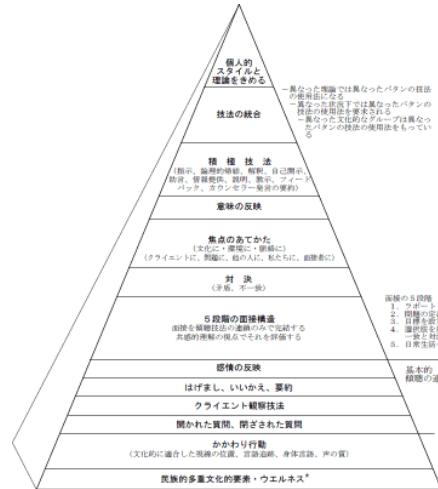 個人的
スタイルと
理論をきめる
－異なった理論では異なったパタンの技法
の使用法になる
－異なった状況下では異なったパタンの
技法の使用法を要求される
－異なった文化的なグループは異なっ
たパタンの技法の使用法をもってい
る
技法の統合
積極技法
(指示、論理的帰結、解釈、自己開示、
助言、情報提供、説明、教示、フィード
バック、カウンセラー発言の要約)
意味の反映
焦点のあてかた
(文化に・環境に・脈絡に)
(クライエントに、問題に、他の人に、私たちに、面接者に)
対決
(矛盾、不一致)
5段階の面接構造
面接を傾聴技法の連鎖のみで完結する
共感的理解の視点でそれを評価する
面接の5段階
1. ラポート
2. 問題の定
3. 目標を設
4. 選択肢を
一致と対
5. 日常生活
感情の反映
基本的
傾聴の
はげまし、いいかえ、要約
クライエント観察技法
開かれた質問、閉ざされた質問
かかわり行動
(文化的に適合した視線の位置、言語追跡、身体言語、声の質)
民族的多重文化的要素・ウエルネス*